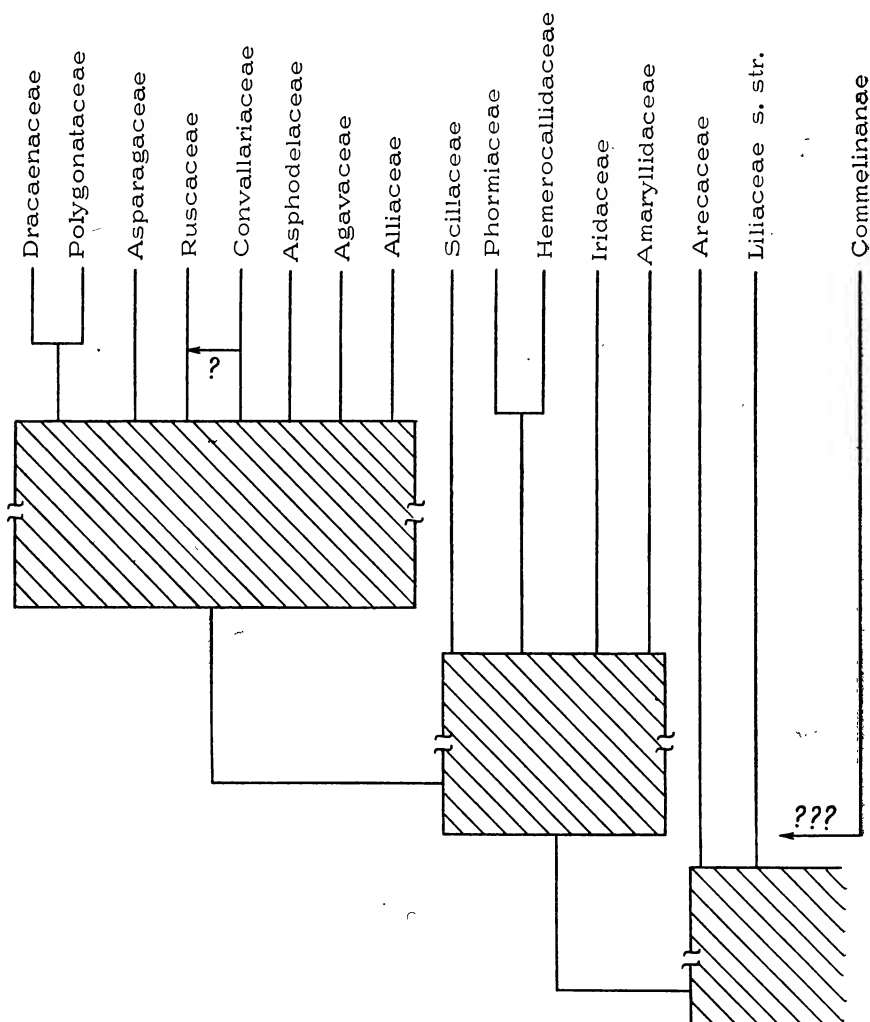 Dracaenaceae
Polygonataceae
Asparagaceae
Ruscaceae
Convallariaceae
Asphodelaceae
Agavaceae
Alliaceae
Scillaceae
Phormiaceae
Hemerocallidaceae
Iridaceae
Amaryllidaceae
Arecaceae
Liliaceae s. str.
Commelinanae
?
???